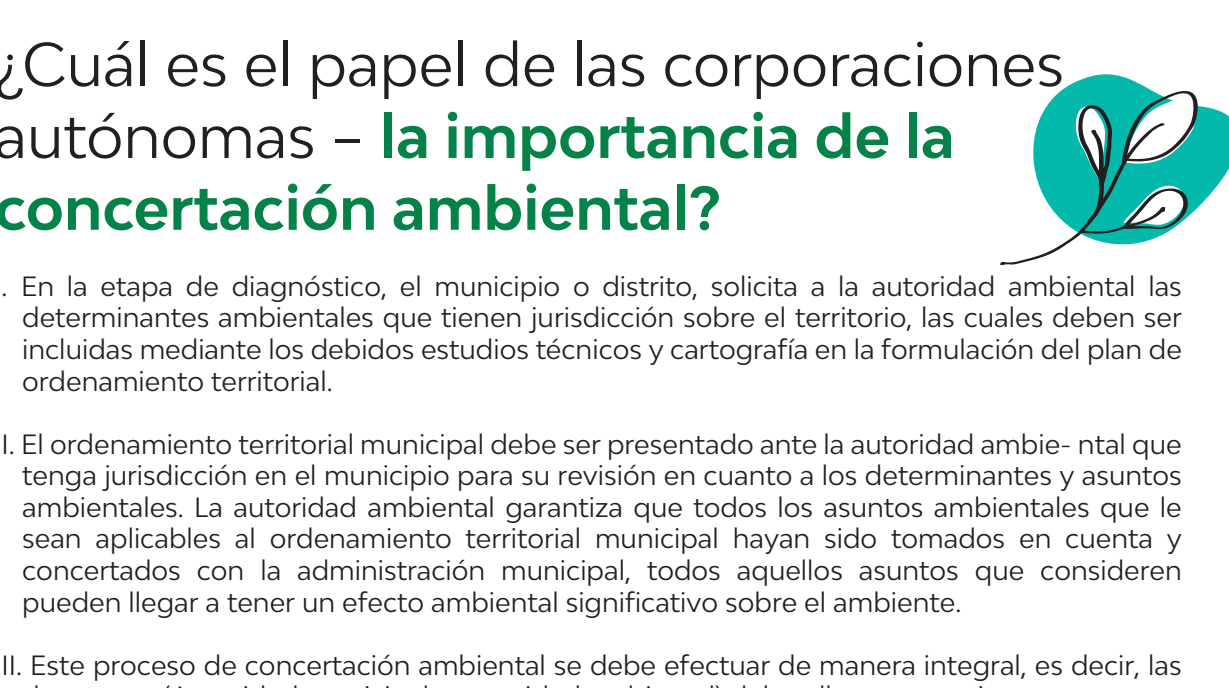 ¿Cuál es el papel de las corporaciones
autónomas – la importancia de la
concertación ambiental?
. En la etapa de diagnóstico, el municipio o distrito, solicita a la autoridad ambiental las
determinantes ambientales que tienen jurisdicción sobre el territorio, las cuales deben ser
incluidas mediante los debidos estudios técnicos y cartografía en la formulación del plan de
ordenamiento territorial.
I. El ordenamiento territorial municipal debe ser presentado ante la autoridad ambie- ntal que
tenga jurisdicción en el municipio para su revisión en cuanto a los determinantes y asuntos
ambientales. La autoridad ambiental garantiza que todos los asuntos ambientales que le
sean aplicables al ordenamiento territorial municipal hayan sido tomados en cuenta y
concertados con la administración municipal, todos aquellos asuntos que consideren
pueden llegar a tener un efecto ambiental significativo sobre el ambiente.
II. Este proceso de concertación ambiental se debe efectuar de manera integral, es decir, las